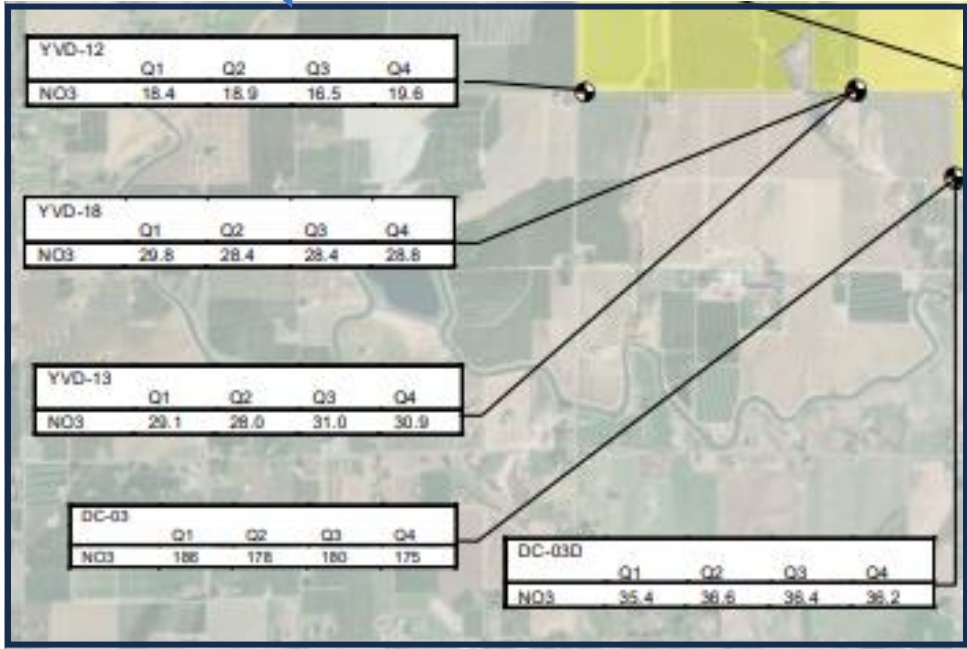 YVD-12
Q1 Q2 Q3 Q4
NO3 18.4 18.9 16.5 19.6
YVD-18
Q1 Q2 Q3 Q4
NO3 29.8 28.4 28.4 28.8
YVD-13
Q1 Q2 Q3 Q4
NO3 29.1 28.0 31.0 30.9
DC-03
Q1 Q2 Q3 Q4
NO3 186 178 180 175
DC-03D
Q1 Q2 Q3 Q4
NO3 35.4 36.6 36.4 36.2